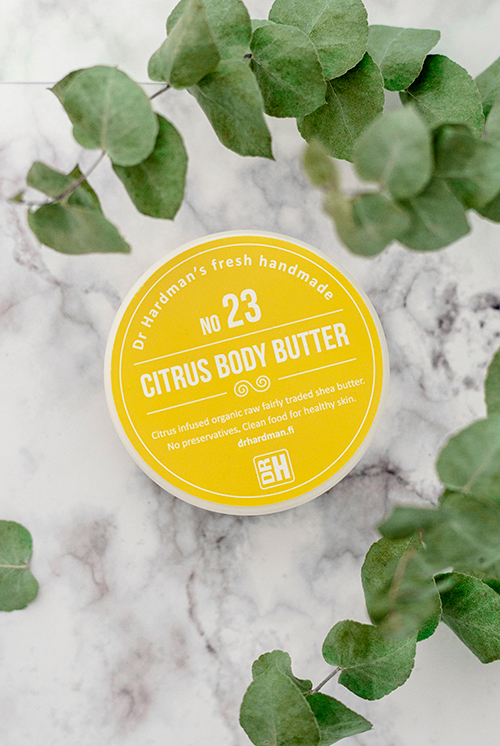 Dr Hardman's fresh handmade
NO 23
CITRUS BODY BUTTER
Citrus infused organic raw fairly traded shea butter.
No preservatives. Clean food for healthy skin.
drhardman.fi
DR H